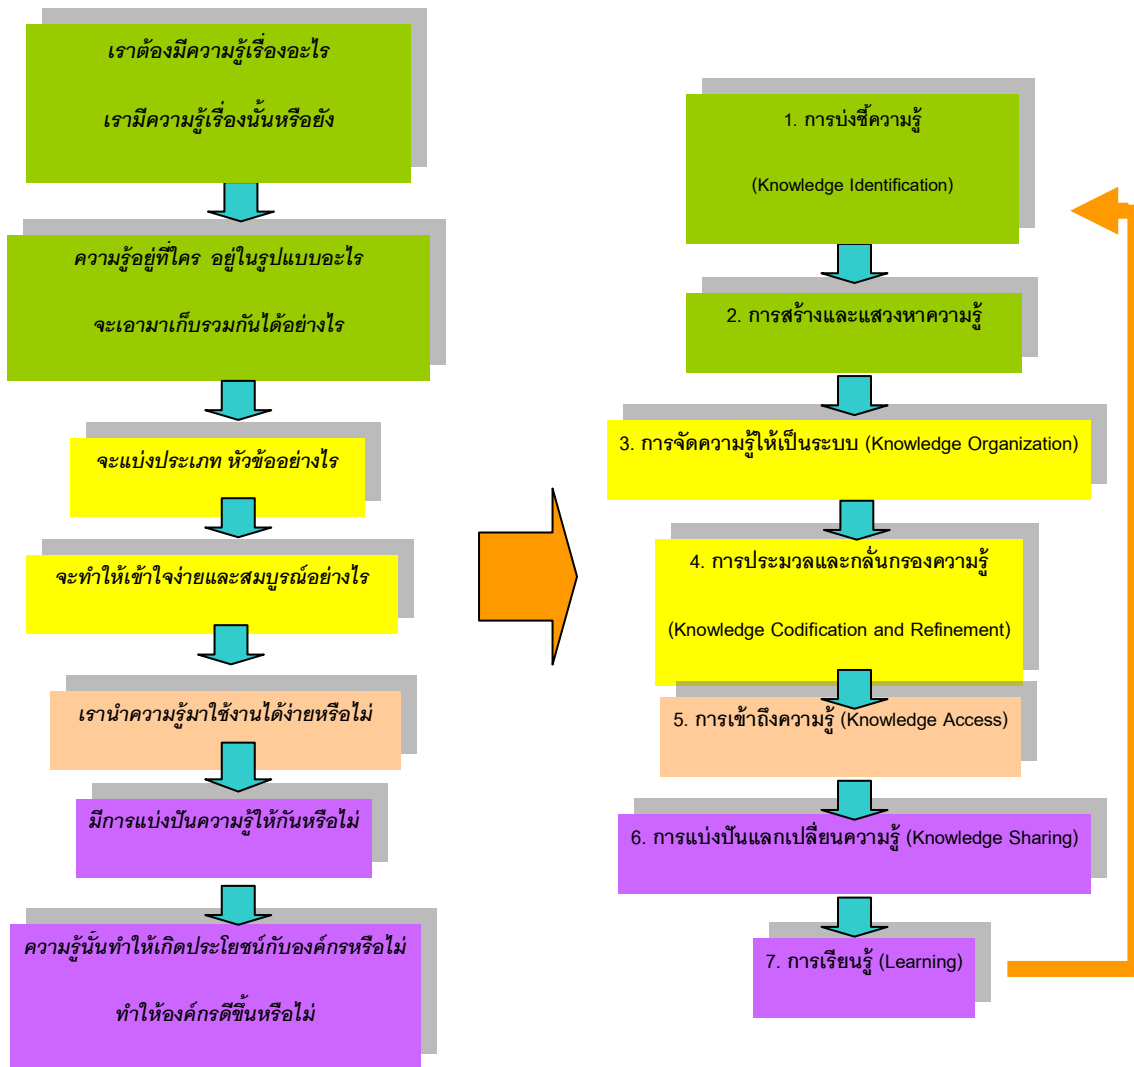 เราต้องมีความรู้เรื่องอะไร
เรามีความรู้เรื่องนั้นหรือยัง
ความรู้อยู่ที่ใคร อยู่ในรูปแบบอะไร
จะเอามาเก็บรวมกันได้อย่างไร
จะแบ่งประเภท หัวข้ออย่างไร
จะทำให้เข้าใจง่ายและสมบูรณ์อย่างไร
เรานำความรู้มาใช้งานได้ง่ายหรือไม่
มีการแบ่งปันความรู้ให้กันหรือไม่
ความรู้นั้นทำให้เกิดประโยชน์กับองค์กรหรือไม่
ทำให้องค์กรดีขึ้นหรือไม่
1. การบ่งชี้ความรู้
(Knowledge Identification)
2. การสร้างและแสวงหาความรู้
3. การจัดความรู้ให้เป็นระบบ (Knowledge Organization)
4. การประมวลและกลั่นกรองความรู้
(Knowledge Codification and Refinement)
5. การเข้าถึงความรู้ (Knowledge Access)
6. การแบ่งปันแลกเปลี่ยนความรู้ (Knowledge Sharing)
7. การเรียนรู้ (Learning)